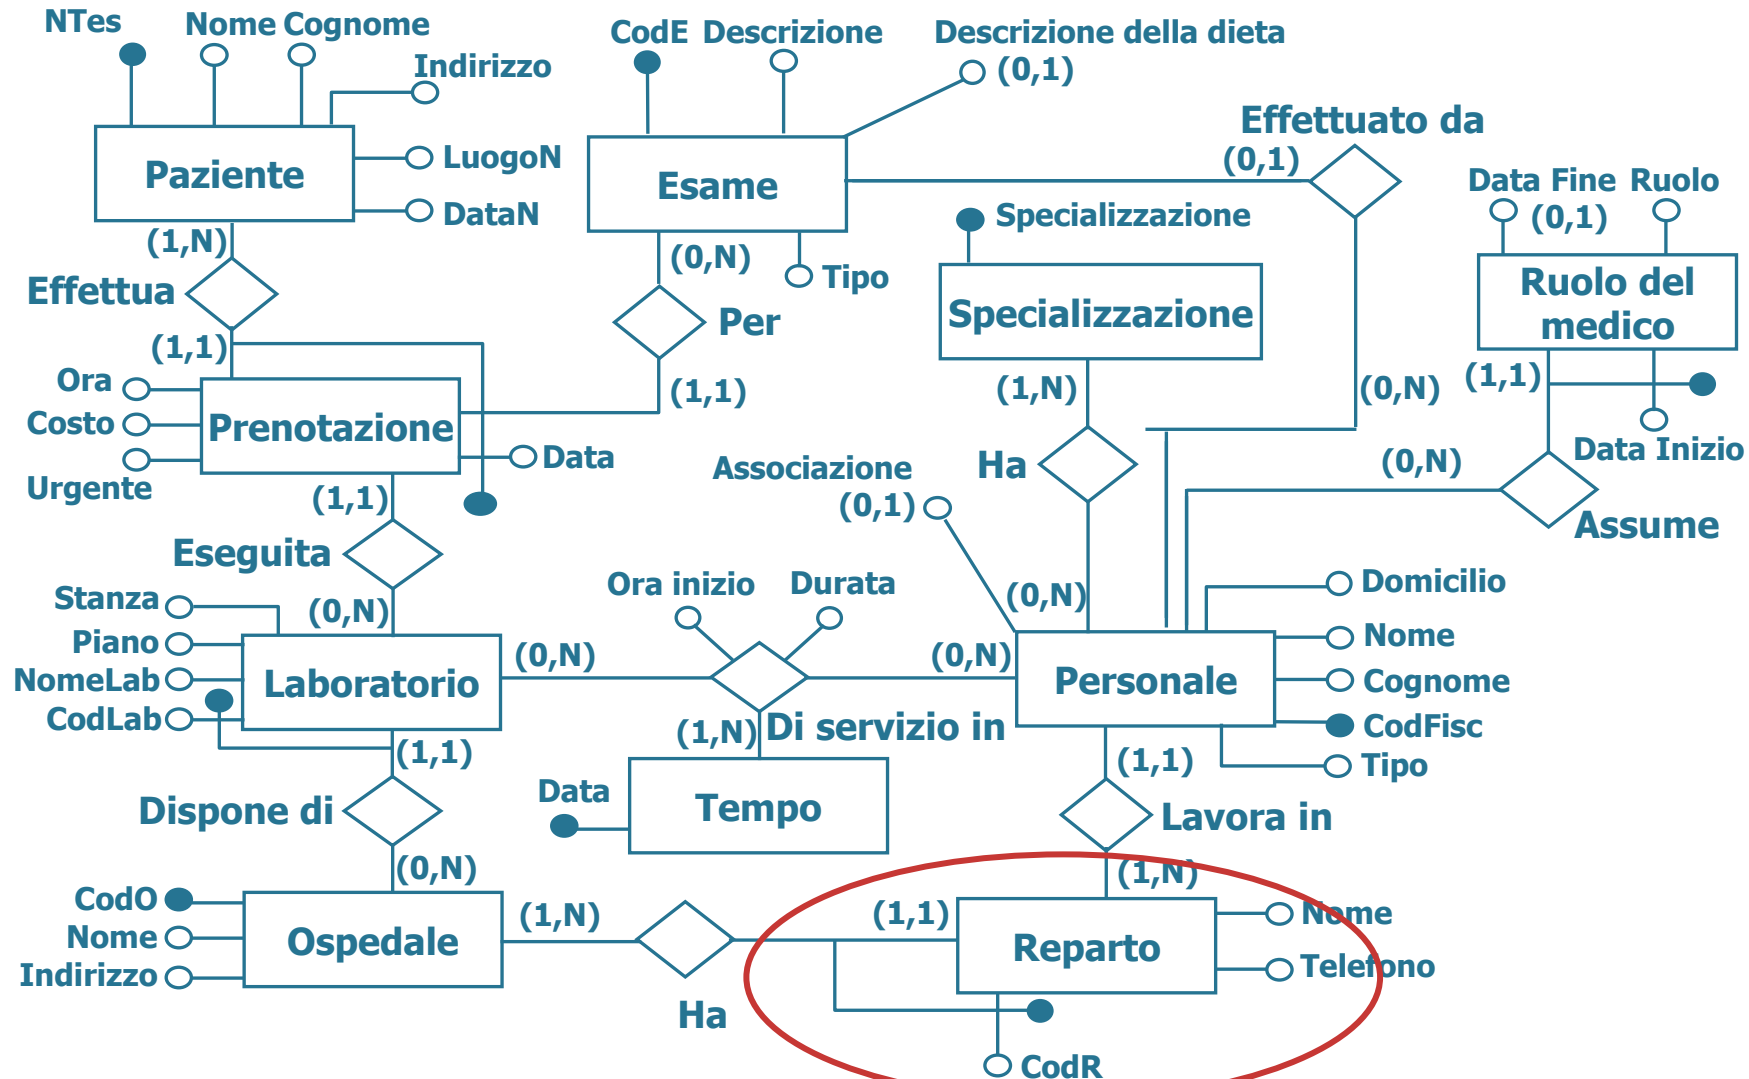 NTes
Nome Cognome
Indirizzo
Paziente
LuogoN
DataN
(1,N)
Effettua
(1,1)
CodE Descrizione
Descrizione della dieta
(0,1)
Esame
(0,N)
Tipo
Per
(1,1)
Effettuato da
(0,1)
(0,N)
Specializzazione
Specializzazione
(1,N)
Ha
(0,N)
Data Fine Ruolo
(0,1)
Ruolo del
medico
(1,1)
Data Inizio
(0,N)
Assume
Ora
Costo
Urgente
Prenotazione
Data
(1,1)
Eseguita
(0,N)
Stanza
Piano
NomeLab
CodLab
Laboratorio
(0,N)
Ora inizio
Durata
(0,N)
Di servizio in
(1,N)
Data
Tempo
Associazione
(0,1)
Personale
Domicilio
Nome
Cognome
CodFisc
Tipo
(1,1)
Lavora in
(1,N)
(1,1)
Dispone di
(0,N)
CodO
Nome
Indirizzo
Ospedale
(1,N)
Ha
(1,1)
Reparto
Nome
Telefono
CodR